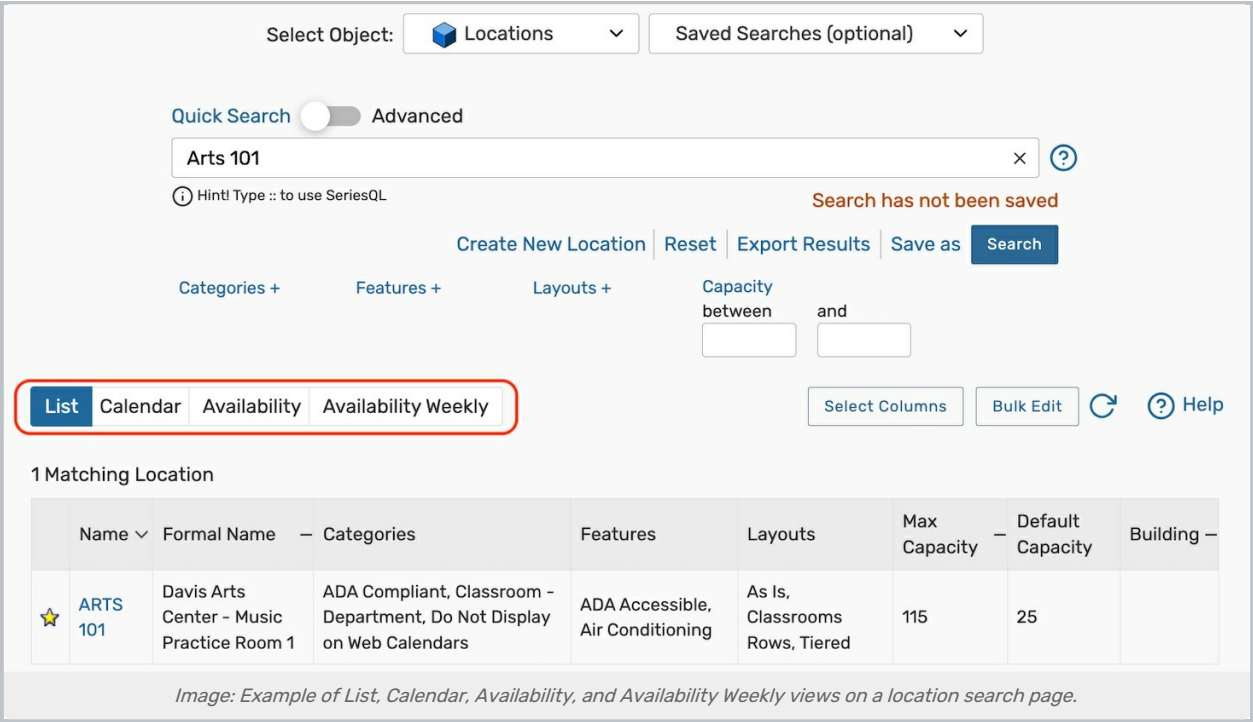 Select Object: Locations Saved Searches (optional)
Quick Search Advanced
Arts 101
Hint! Type :: to use SeriesQL
Search has not been saved
Create New Location Reset Export Results Save as Search
Categories + Features + Layouts + Capacity
between and
List Calendar Availability Availability Weekly Select Columns Bulk Edit Help
1 Matching Location
Name Formal Name Categories Features Layouts Max Capacity Default Capacity Building
ARTS 101
Davis Arts
Center - Music
Practice Room 1
ADA Compliant, Classroom -
Department, Do Not Display
on Web Calendars
ADA Accessible,
Air Conditioning
As Is,
Classrooms
Rows, Tiered
115
25
Image: Example of List, Calendar, Availability, and Availability Weekly views on a location search page.